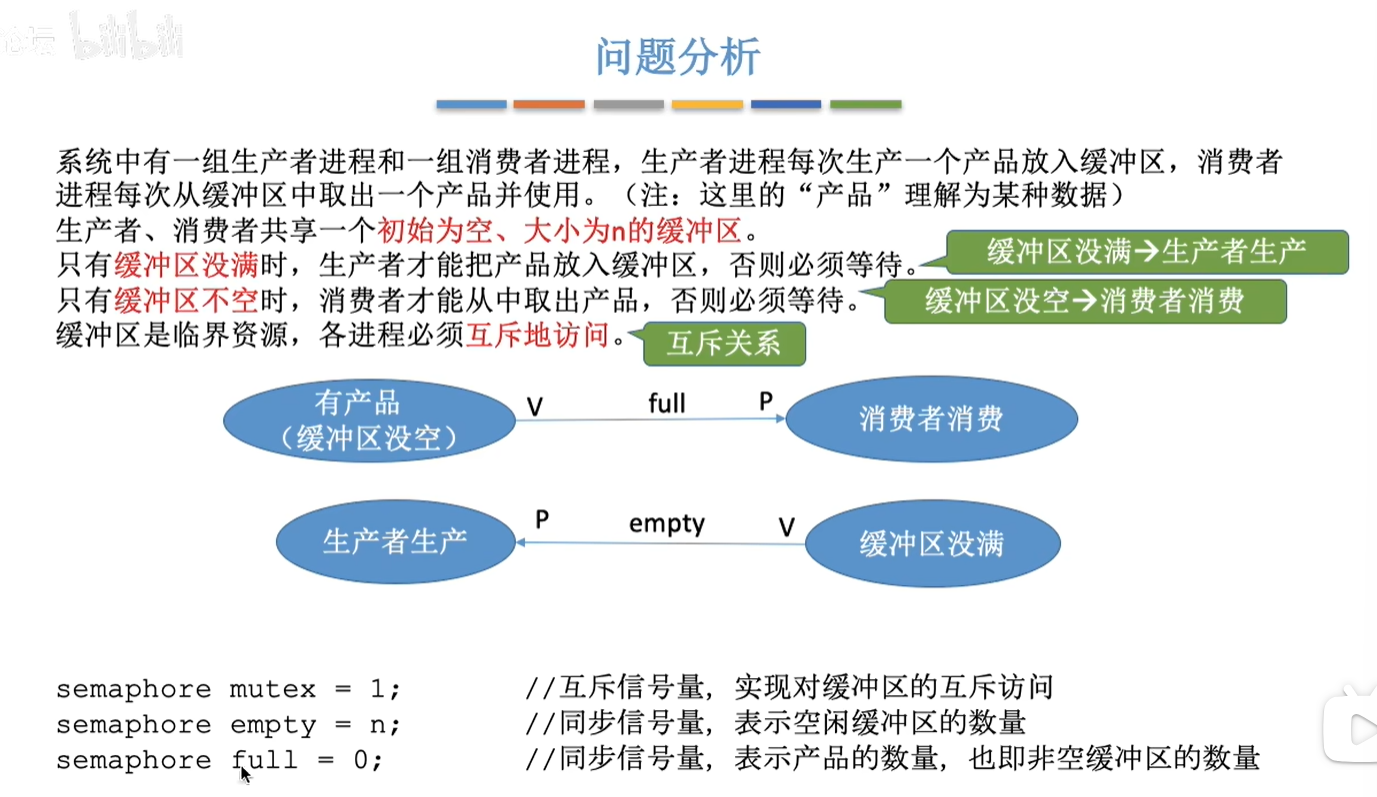 论坛 bilibili
问题分析
系统中有一组生产者进程和一组消费者进程，生产者进程每次生产一个产品放入缓冲区，消费者
进程每次从缓冲区中取出一个产品并使用。（注：这里的“产品”理解为某种数据）
生产者、消费者共享一个初始为空、大小为n的缓冲区。
只有缓冲区没满时，生产者才能把产品放入缓冲区，否则必须等待。
缓冲区没满→生产者生产
只有缓冲区不空时，消费者才能从中取出产品，否则必须等待。
缓冲区没空→消费者消费
缓冲区是临界资源，各进程必须互斥地访问。
互斥关系
有产品
（缓冲区没空）
V full P
消费者消费
生产者生产
P empty V
缓冲区没满
semaphore mutex = 1; //互斥信号量，实现对缓冲区的互斥访问
semaphore empty = n; //同步信号量，表示空闲缓冲区的数量
semaphore full = 0; //同步信号量，表示产品的数量，也即非空缓冲区的数量